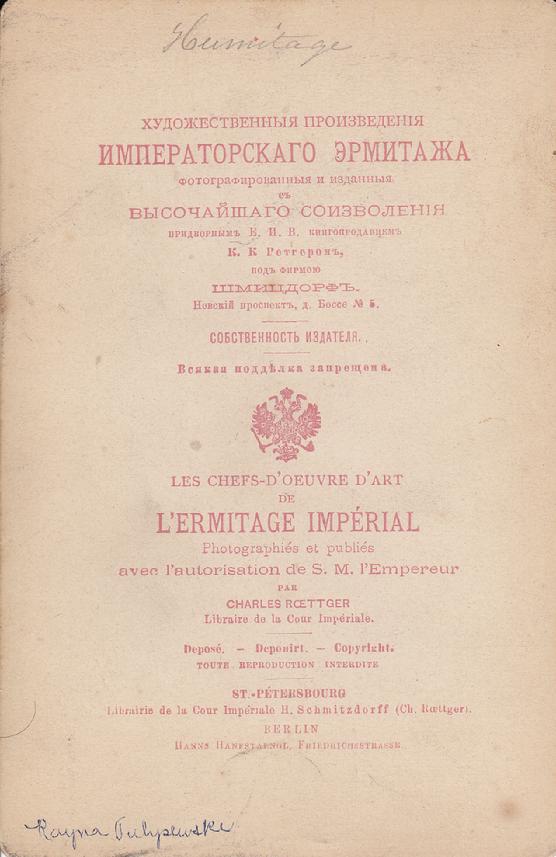 Hermitage
ХУДОЖЕСТВЕННЫЯ ПРОИЗВЕДЕНІЯ
ИМПЕРАТОРСКАГО ЭРМИТАЖА
Фотографированныя и изданныя
съ
ВЫСОЧАЙШАГО СОИЗВОЛЕНІЯ
ПРИДВОРНЫМЪ Е. И. В. КНИГОПРОДАВЦЕМЪ
К. К Ретгеромъ,
ПОДЪ ФИРМОЮ
ШМИЦДОРФЪ.
Невскій проспектъ, д. Боссе № 5.
СОБСТВЕННОСТЬ ИЗДАТЕЛЯ.
Всякая поддѣлка запрещена.
LES CHEFS-D'OEUVRE D'ART
DE
L'ERMITAGE IMPÉRIAL
Photographiés et publiés
avec l'autorisation de S. M. l'Empereur
PAR
CHARLES RŒTTGER
Libraire de la Cour Impériale.
Deposé. — Deponirt. — Copyright.
TOUTE REPRODUCTION INTERDITE
ST.-PÉTERSBOURG
Librairie de la Cour Impériale H. Schmitzdorff (Ch. Rœttger).
BERLIN
HANNS HANFSTAENGL, FRIEDRICHSTRASSE.
Rayna